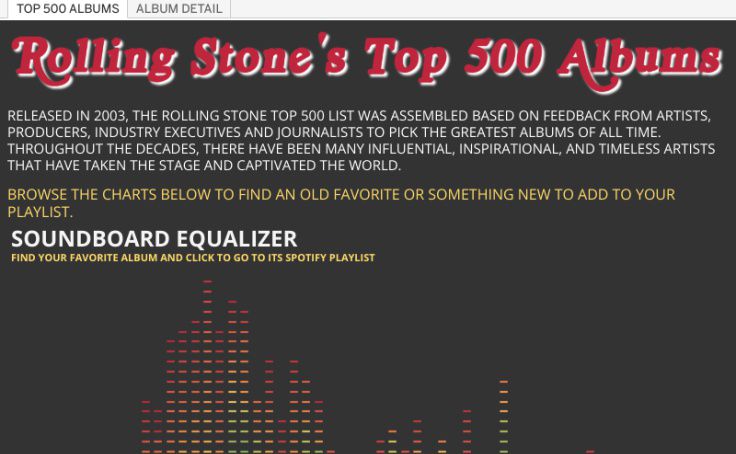 TOP 500 ALBUMS ALBUM DETAIL
Rolling Stone's Top 500 Albums
RELEASED IN 2003, THE ROLLING STONE TOP 500 LIST WAS ASSEMBLED BASED ON FEEDBACK FROM ARTISTS,
PRODUCERS, INDUSTRY EXECUTIVES AND JOURNALISTS TO PICK THE GREATEST ALBUMS OF ALL TIME.
THROUGHOUT THE DECADES, THERE HAVE BEEN MANY INFLUENTIAL, INSPIRATIONAL, AND TIMELESS ARTISTS
THAT HAVE TAKEN THE STAGE AND CAPTIVATED THE WORLD.
BROWSE THE CHARTS BELOW TO FIND AN OLD FAVORITE OR SOMETHING NEW TO ADD TO YOUR
PLAYLIST.
SOUNDBOARD EQUALIZER
FIND YOUR FAVORITE ALBUM AND CLICK TO GO TO ITS SPOTIFY PLAYLIST